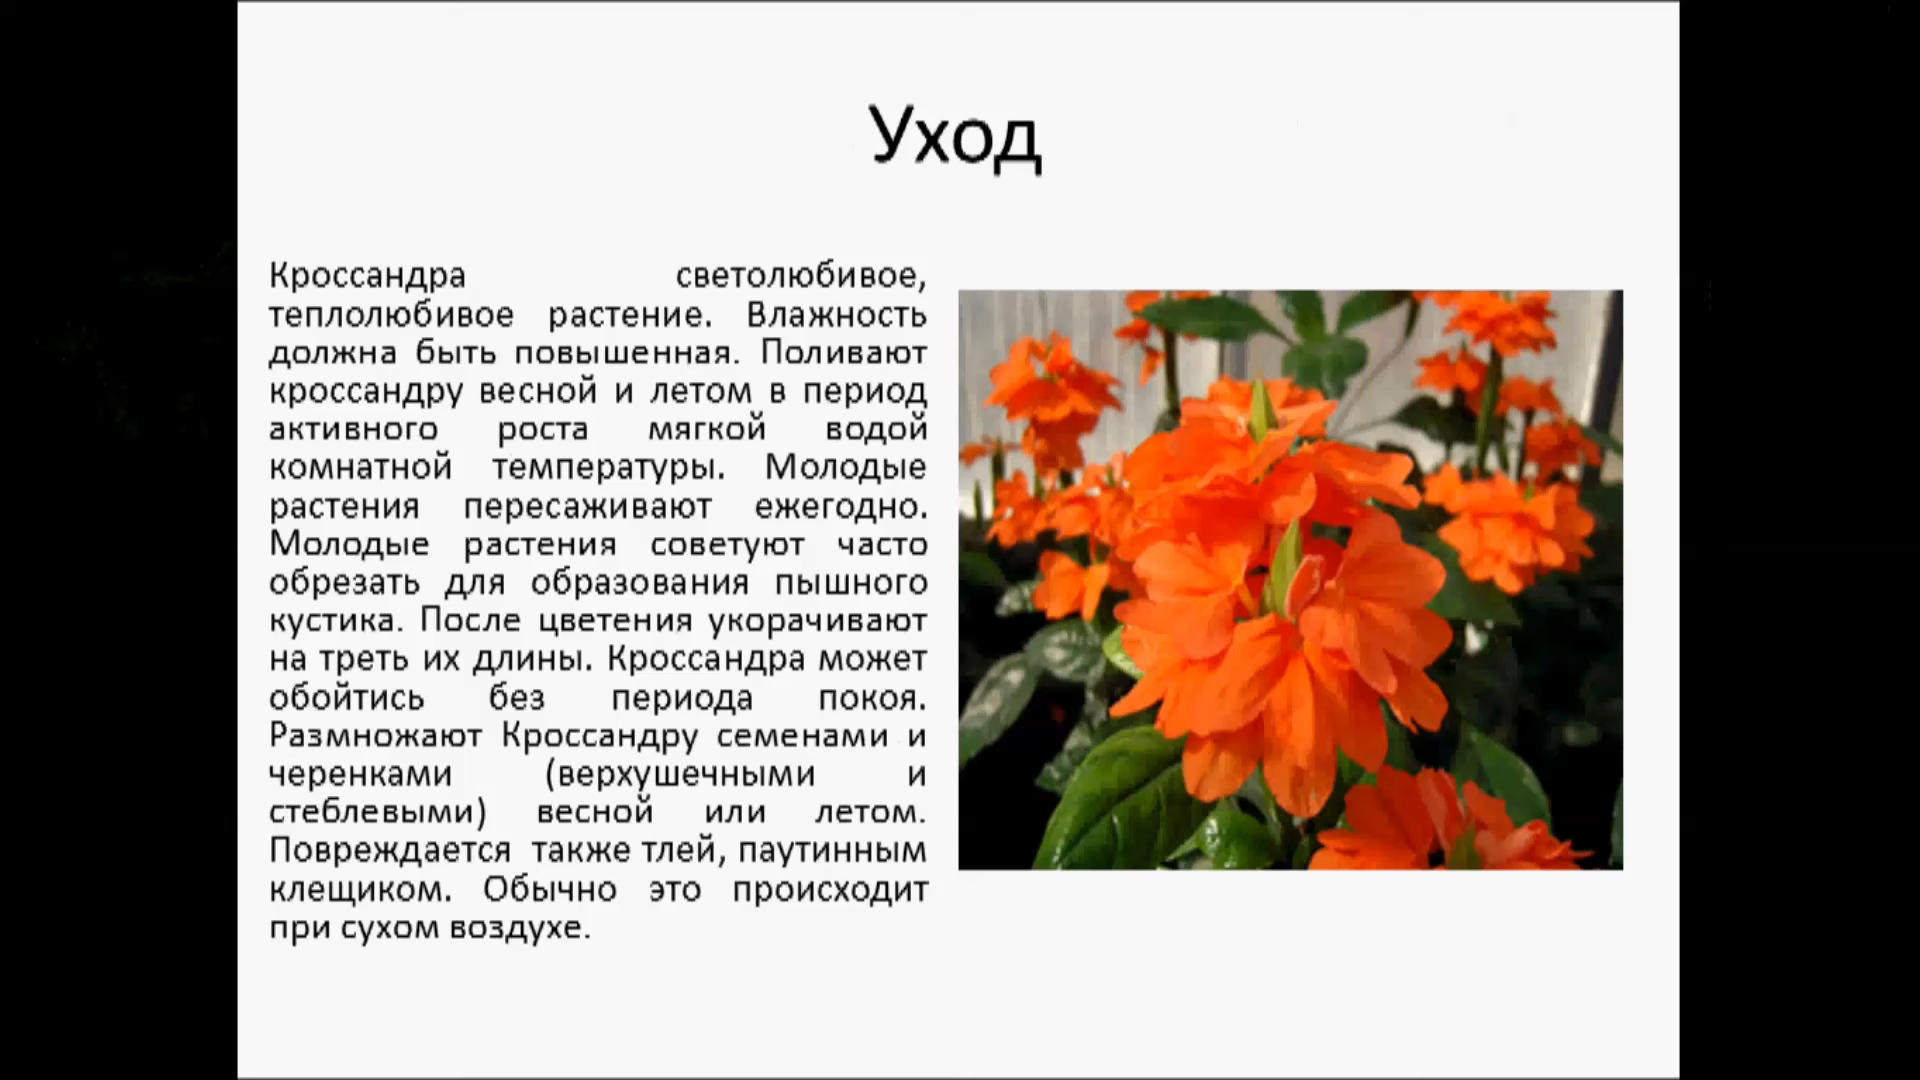 Уход
Кроссандра светолюбивое,
теплолюбивое растение. Влажность
должна быть повышенная. Поливают
кроссандру весной и летом в период
активного роста мягкой водой
комнатной температуры. Молодые
растения пересаживают ежегодно.
Молодые растения советуют часто
обрезать для образования пышного
кустика. После цветения укорачивают
на треть их длины. Кроссандра может
обойтись без периода покоя.
Размножают Кроссандру семенами и
черенками (верхушечными и
стеблевыми) весной или летом.
Повреждается также тлей, паутинным
клещиком. Обычно это происходит
при сухом воздухе.